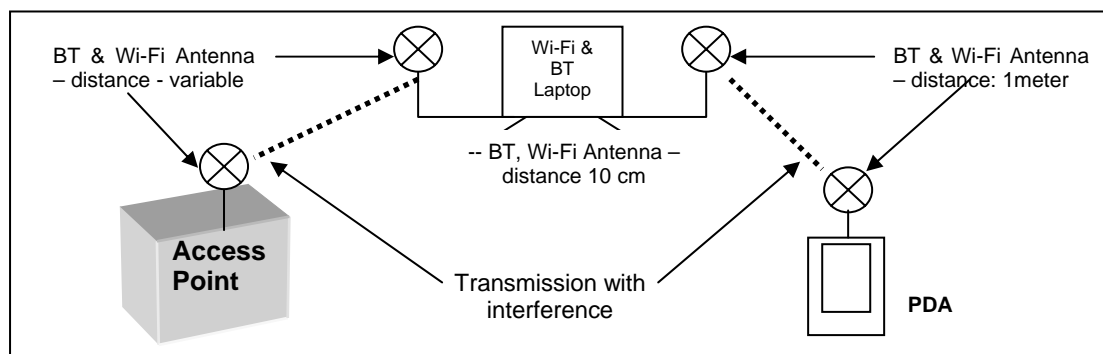 BT & Wi-Fi Antenna
– distance - variable
Wi-Fi &
BT
Laptop
BT & Wi-Fi Antenna
– distance: 1meter
-- BT, Wi-Fi Antenna –
distance 10 cm
Access
Point
Transmission with
interference
PDA